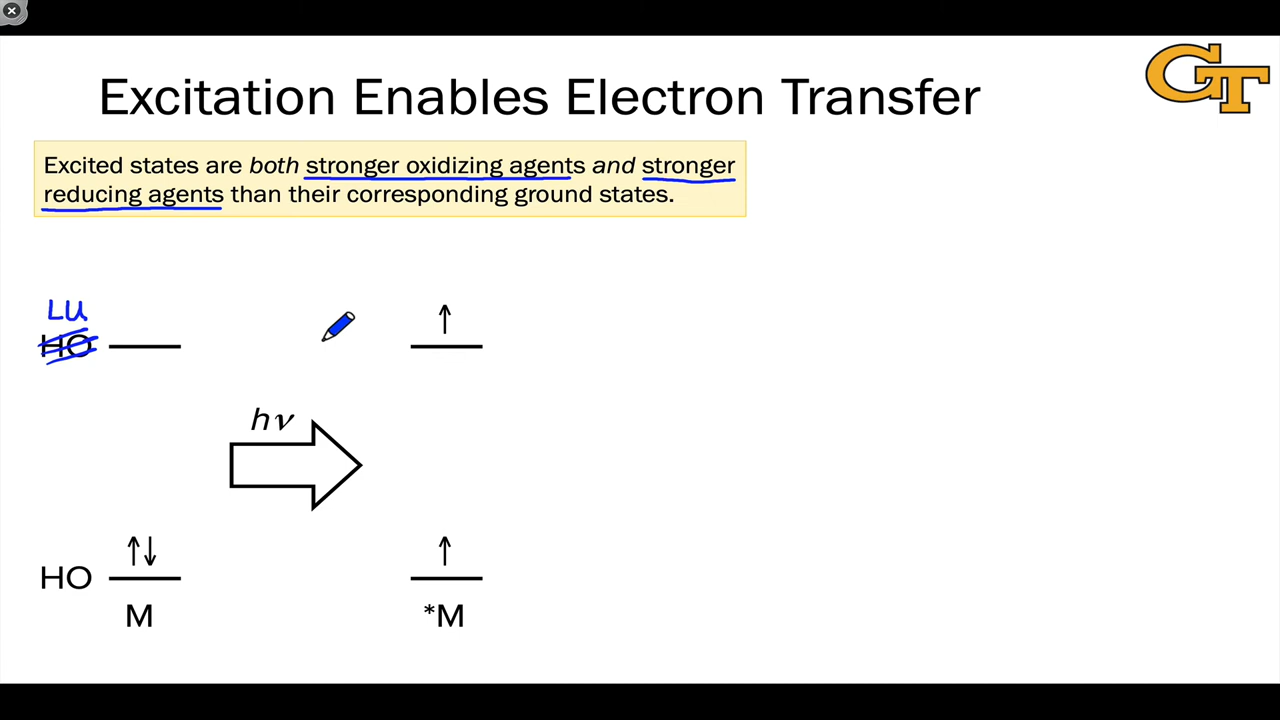 GT
Excitation Enables Electron Transfer
Excited states are both stronger oxidizing agents and stronger
reducing agents than their corresponding ground states.
LU
HO
hν
↑
↑↓
↑
HO
M
*M